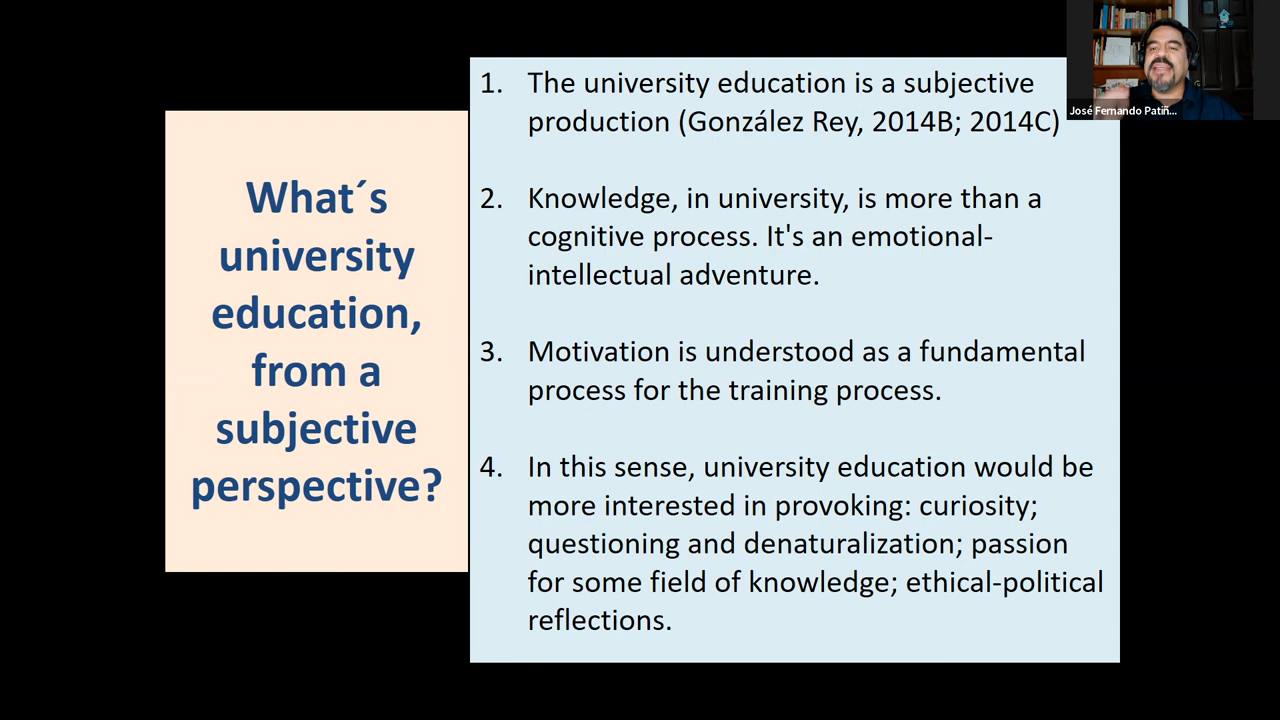 What´s
university
education,
from a
subjective
perspective?
1. The university education is a subjective
production (González Rey, 2014B; 2014C)
2. Knowledge, in university, is more than a
cognitive process. It's an emotional-
intellectual adventure.
3. Motivation is understood as a fundamental
process for the training process.
4. In this sense, university education would be
more interested in provoking: curiosity;
questioning and denaturalization; passion
for some field of knowledge; ethical-political
reflections.
José Fernando Patiñ...